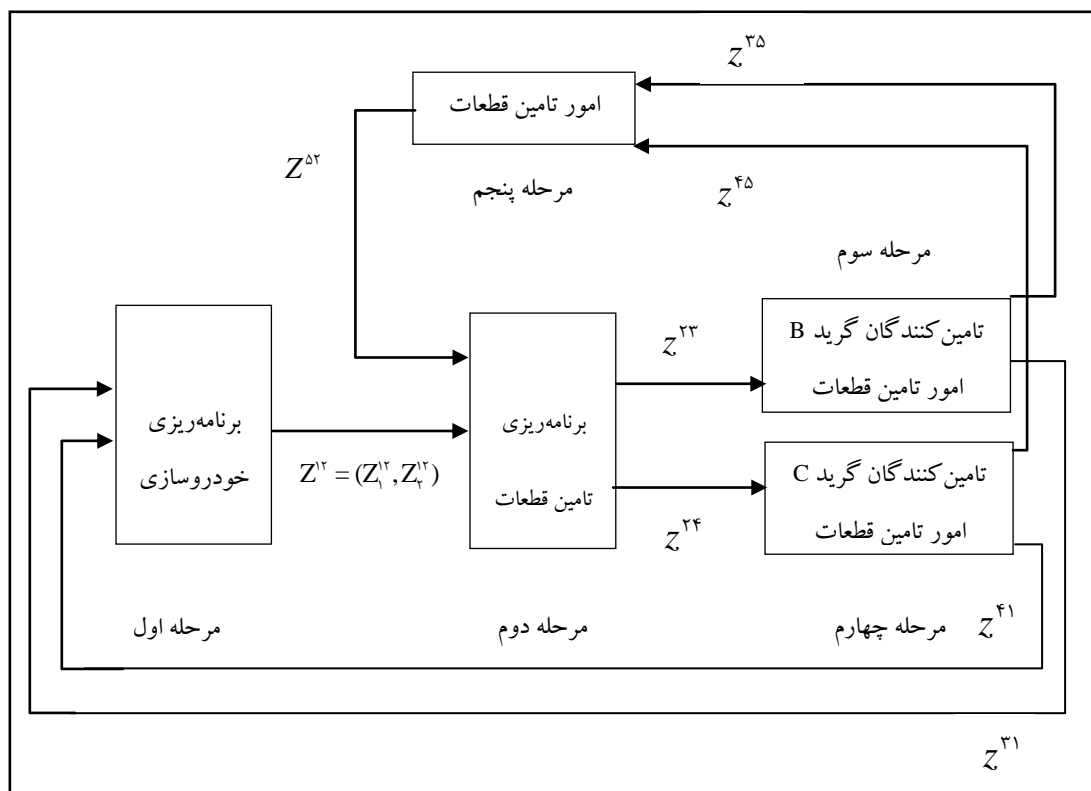 z^۳۵
امور تامین قطعات
Z^۵۲
مرحله پنجم
z^۴۵
مرحله سوم
تامین‌کنندگان گرید B
امور تامین قطعات
z^۲۳
برنامه‌ریزی
خودروسازی
Z^۱۲ = (Z_۱^۱۲, Z_۲^۱۲)
برنامه‌ریزی
تامین قطعات
z^۲۴
تامین‌کنندگان گرید C
امور تامین قطعات
مرحله اول
مرحله دوم
مرحله چهارم
z^۴۱
z^۳۱